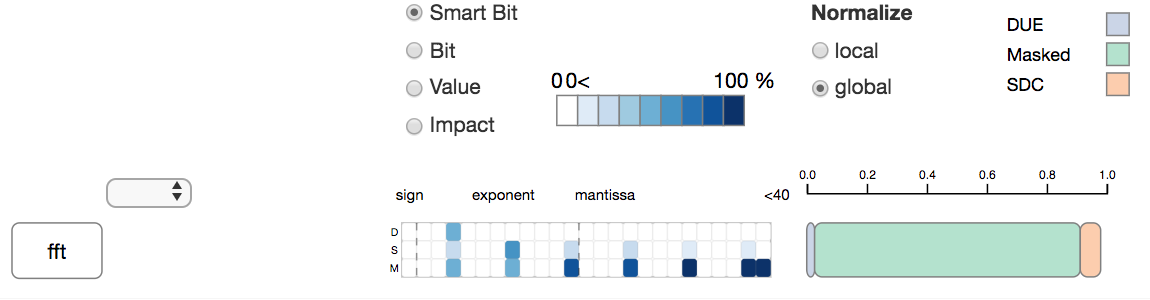 Smart Bit
Bit
Value
Impact
0 0< 100 %
Normalize
local
global
DUE
Masked
SDC
sign exponent mantissa <40
0.0 0.2 0.4 0.6 0.8 1.0
fft
D
S
M